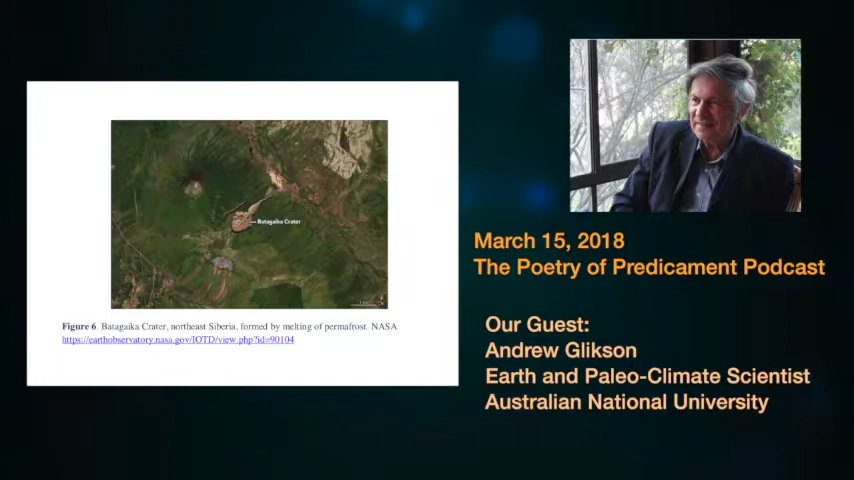 Batagaika Crater
Figure 6. Batagaika Crater, northeast Siberia, formed by melting of permafrost. NASA
https://earthobservatory.nasa.gov/IOTD/view.php?id=90104
March 15, 2018
The Poetry of Predicament Podcast
Our Guest:
Andrew Glikson
Earth and Paleo-Climate Scientist
Australian National University